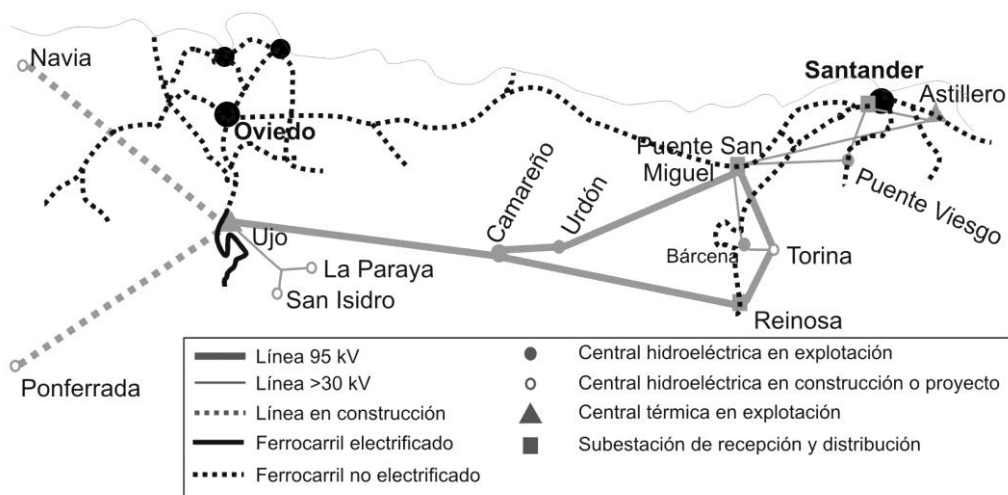 Navia
Santander
Astillero
Oviedo
Puente San
Miguel
Camareño
Urdón
Puente Viesgo
Ujo
La Paraya
San Isidro
Bárcena
Torina
Reinosa
Ponferrada
Línea 95 kV
Línea >30 kV
Línea en construcción
Ferrocarril electrificado
Ferrocarril no electrificado
Central hidroeléctrica en explotación
Central hidroeléctrica en construcción o proyecto
Central térmica en explotación
Subestación de recepción y distribución